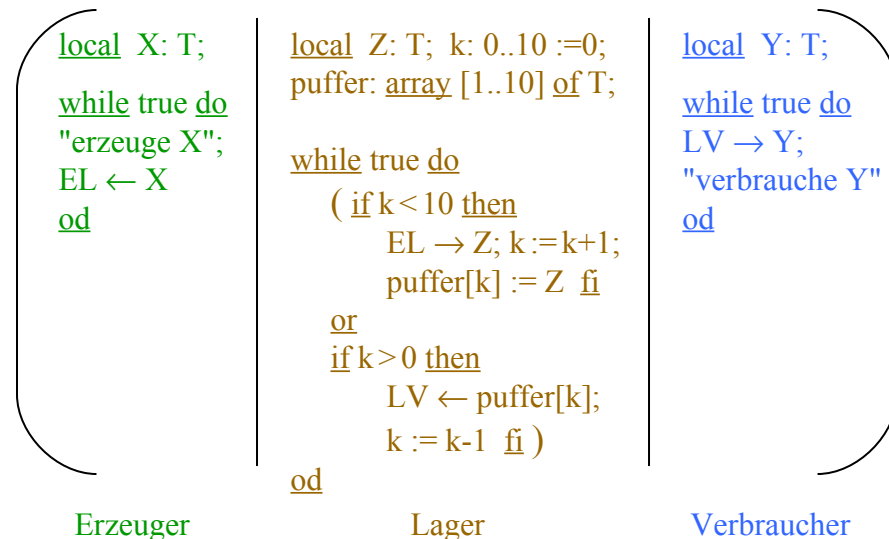 local X: T;
while true do
"erzeuge X";
EL ← X
od
local Z: T; k: 0..10 :=0;
puffer: array [1..10] of T;
while true do
( if k < 10 then
EL → Z; k := k+1;
puffer[k] := Z fi
or
if k > 0 then
LV ← puffer[k];
k := k-1 fi )
od
local Y: T;
while true do
LV → Y;
"verbrauche Y"
od
Erzeuger
Lager
Verbraucher